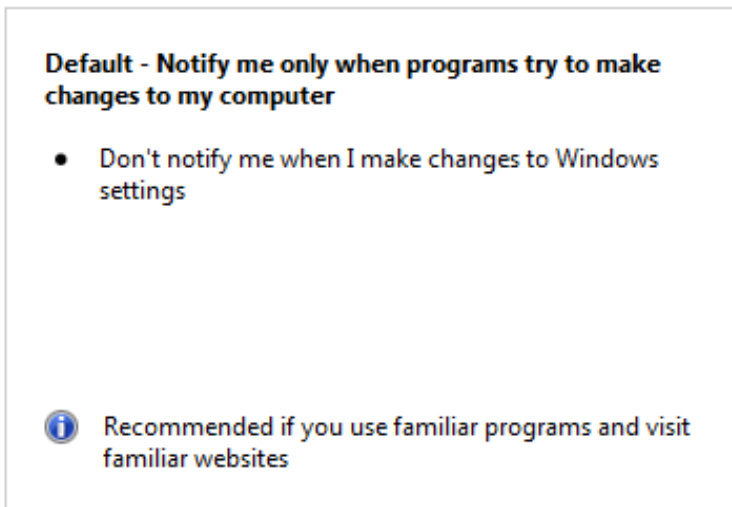 Default - Notify me only when programs try to make
changes to my computer
• Don't notify me when I make changes to Windows
settings
Recommended if you use familiar programs and visit
familiar websites